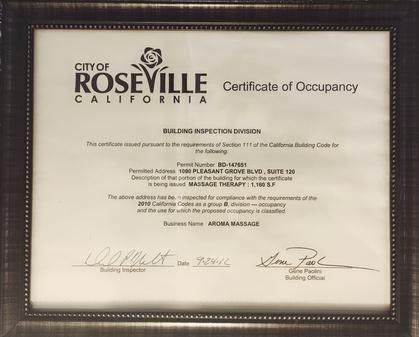 CITY OF
ROSEVILLE
CALIFORNIA
Certificate of Occupancy
BUILDING INSPECTION DIVISION
This certificate issued pursuant to the requirements of Section 111 of the California Building Code for
the following:
Permit Number BD-147651
Permitted Address 1090 PLEASANT GROVE BLVD , SUITE 120
Description of that portion of the building for which the certificate
is being issued MASSAGE THERAPY : 1,160 S.F
The above address has been inspected for compliance with the requirements of the
2010 California Codes as a group B, division --- occupancy
and the use for which the proposed occupancy is classified.
Business Name AROMA MASSAGE
Date 9-24-12
Building Inspector
Gene Paolini
Building Official